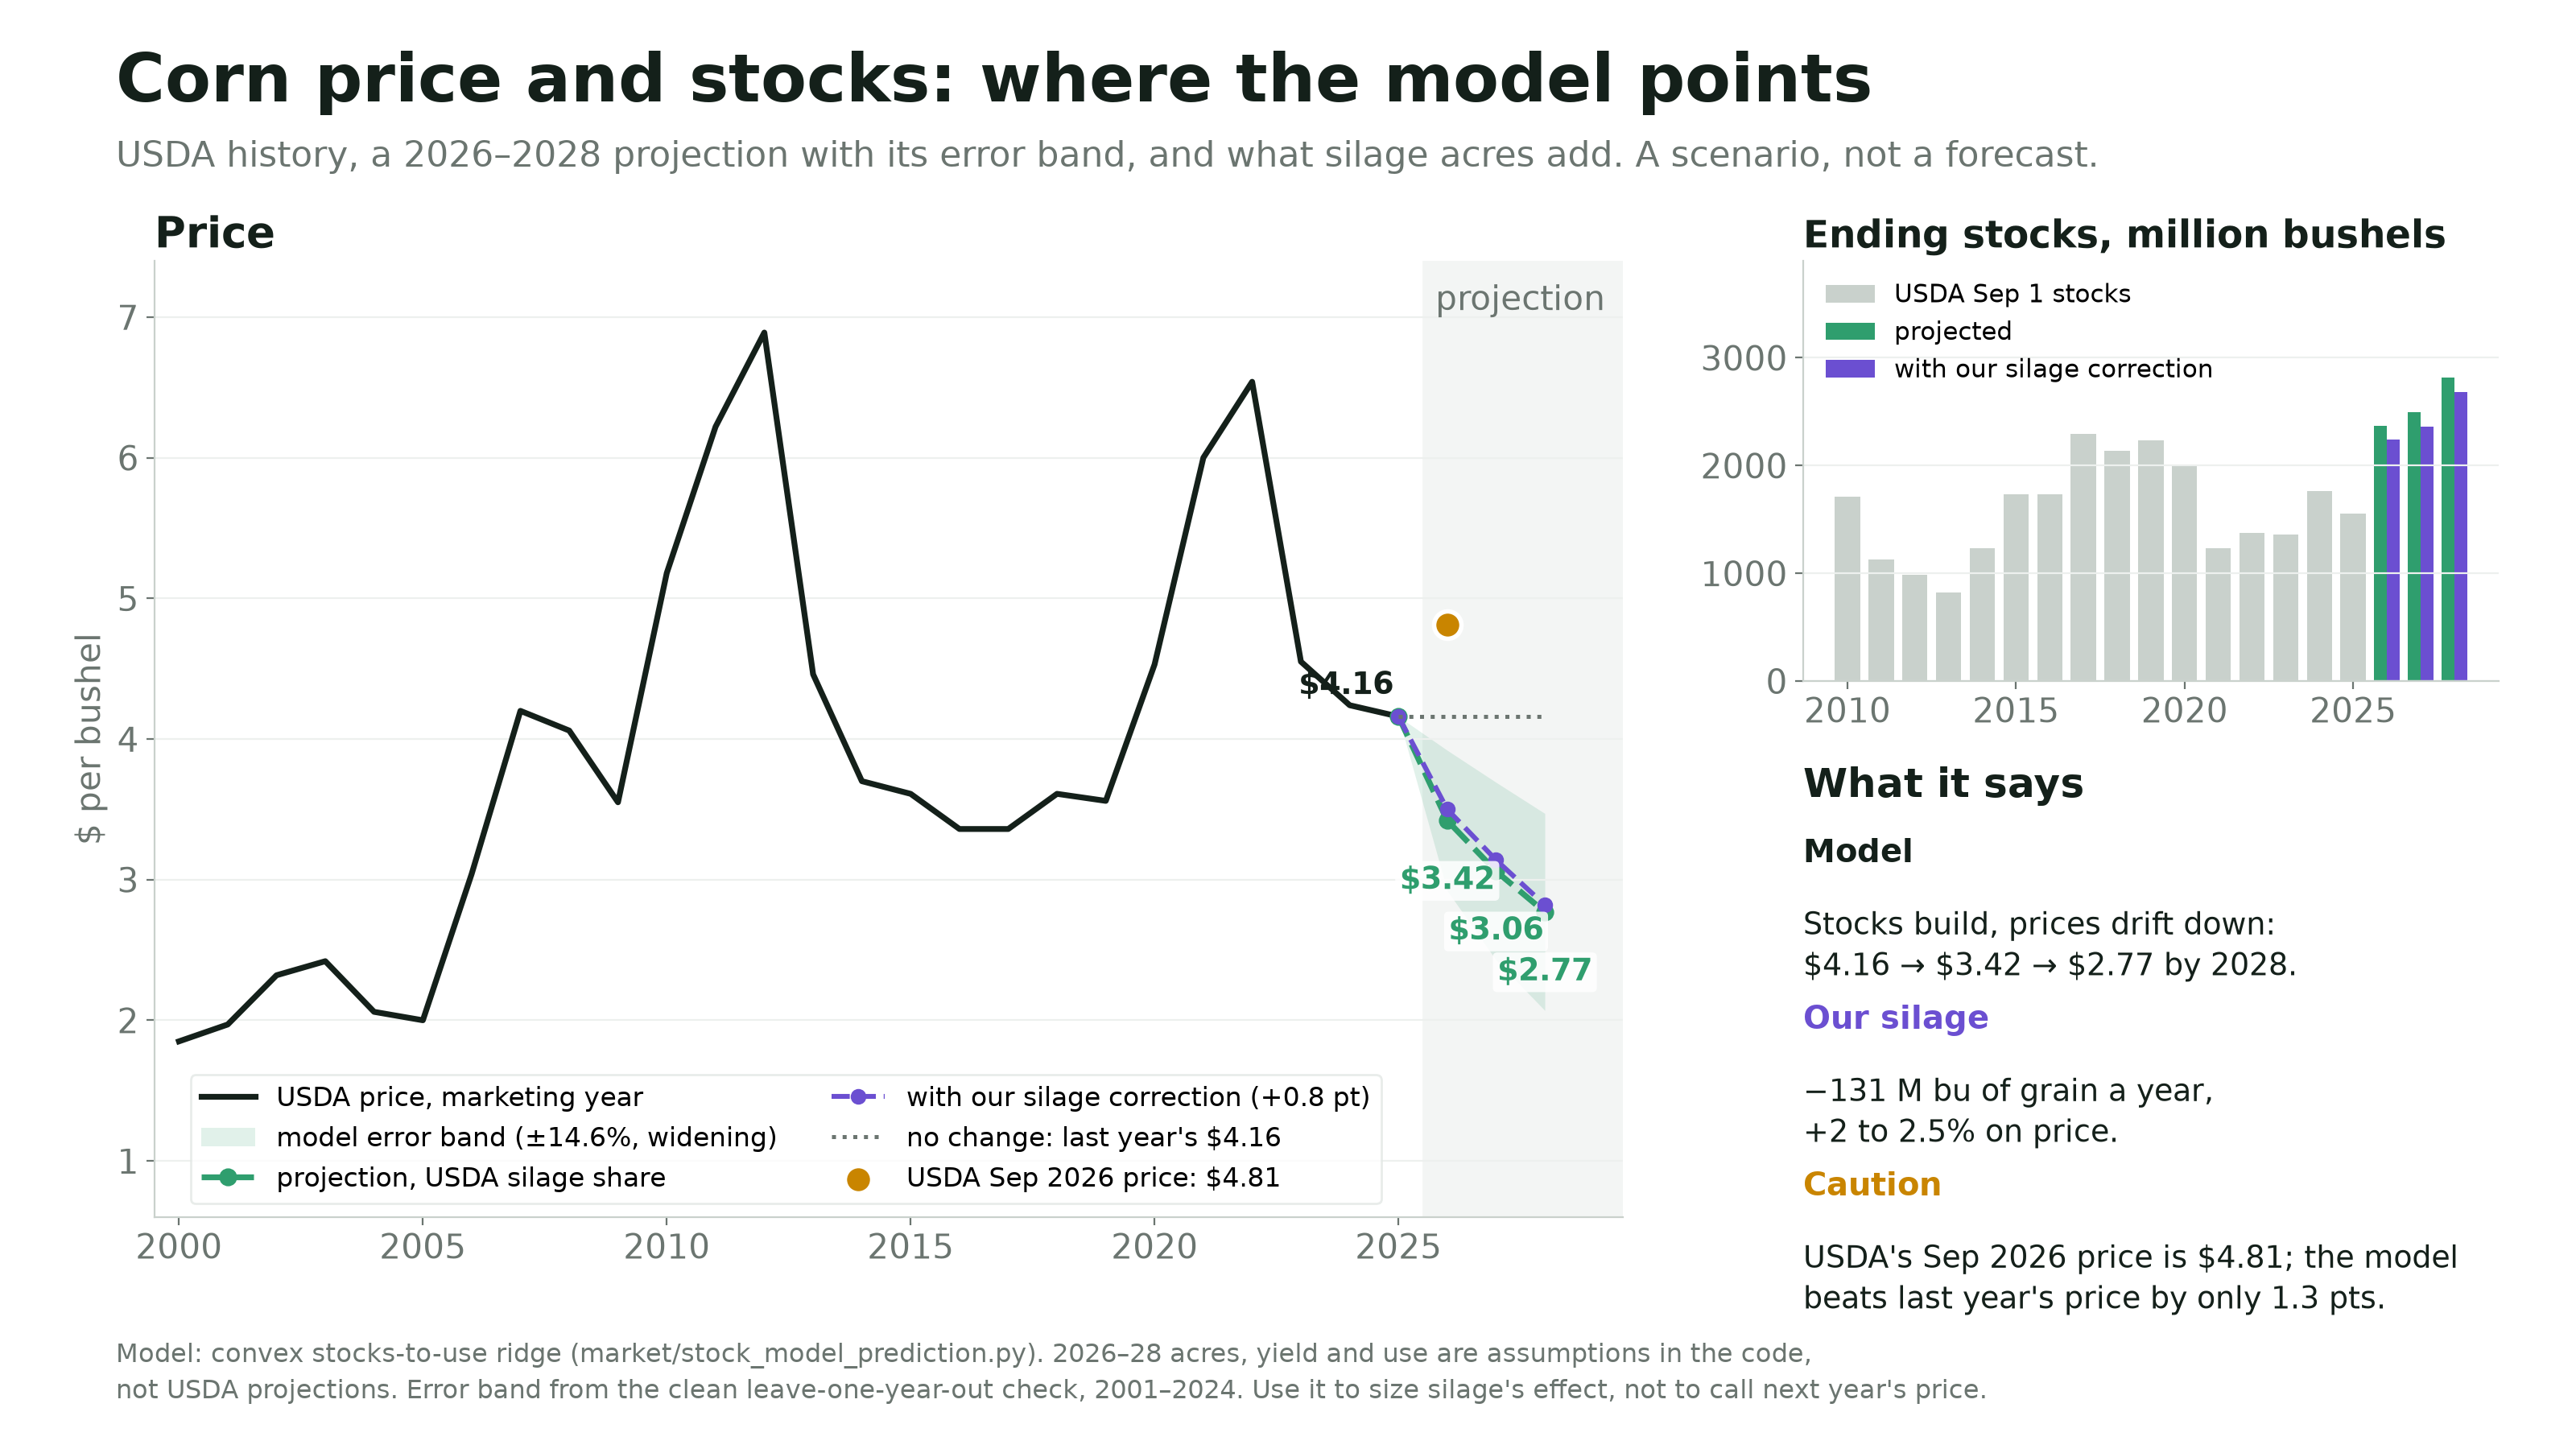 Corn price and stocks: where the model points
USDA history, a 2026–2028 projection with its error band, and what silage acres add. A scenario, not a forecast.
Price
projection
7
6
5
4
3
2
1
$ per bushel
$4.16
$3.42
$3.06
$2.77
USDA price, marketing year
model error band (±14.6%, widening)
projection, USDA silage share
with our silage correction (+0.8 pt)
no change: last year's $4.16
USDA Sep 2026 price: $4.81
2000 2005 2010 2015 2020 2025
Ending stocks, million bushels
USDA Sep 1 stocks
projected
with our silage correction
3000
2000
1000
0
2010 2015 2020 2025
What it says
Model
Stocks build, prices drift down:
$4.16 → $3.42 → $2.77 by 2028.
Our silage
−131 M bu of grain a year,
+2 to 2.5% on price.
Caution
USDA's Sep 2026 price is $4.81; the model
beats last year's price by only 1.3 pts.
Model: convex stocks-to-use ridge (market/stock_model_prediction.py). 2026–28 acres, yield and use are assumptions in the code,
not USDA projections. Error band from the clean leave-one-year-out check, 2001–2024. Use it to size silage's effect, not to call next year's price.